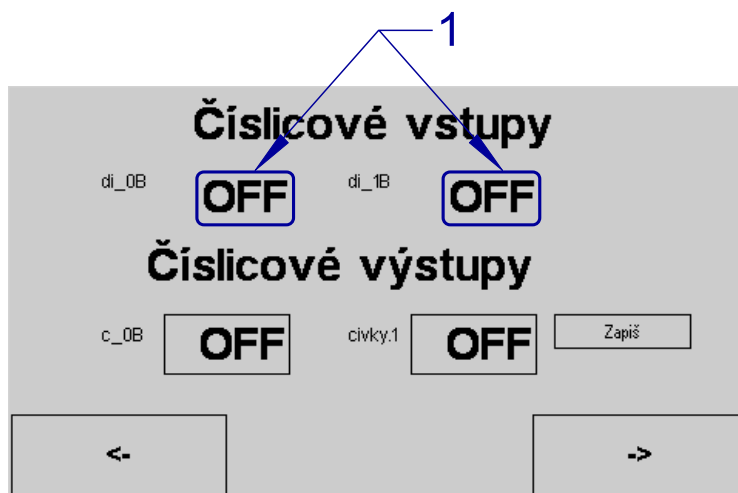 1
Číslicové vstupy
di_0B OFF di_1B OFF
Číslicové výstupy
c_0B OFF civky.1 OFF Zapiš
<- ->